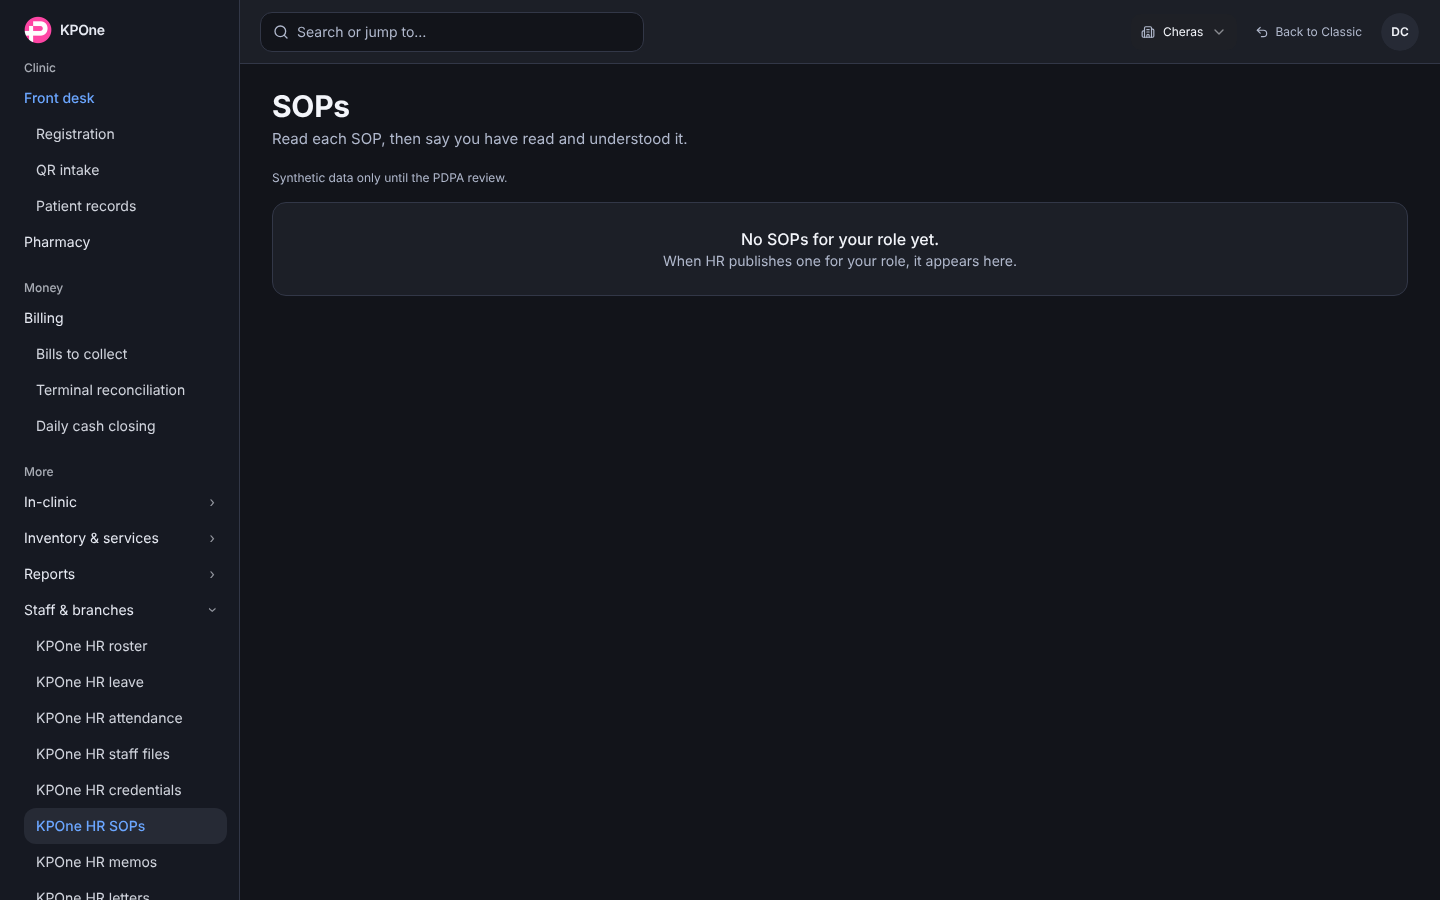 KPOne
Clinic
Front desk
Registration
QR intake
Patient records
Pharmacy
Money
Billing
Bills to collect
Terminal reconciliation
Daily cash closing
More
In-clinic
Inventory & services
Reports
Staff & branches
KPOne HR roster
KPOne HR leave
KPOne HR attendance
KPOne HR staff files
KPOne HR credentials
KPOne HR SOPs
KPOne HR memos
KPOne HR letters
Search or jump to...
Cheras
Back to Classic
DC
SOPs
Read each SOP, then say you have read and understood it.
Synthetic data only until the PDPA review.
No SOPs for your role yet.
When HR publishes one for your role, it appears here.